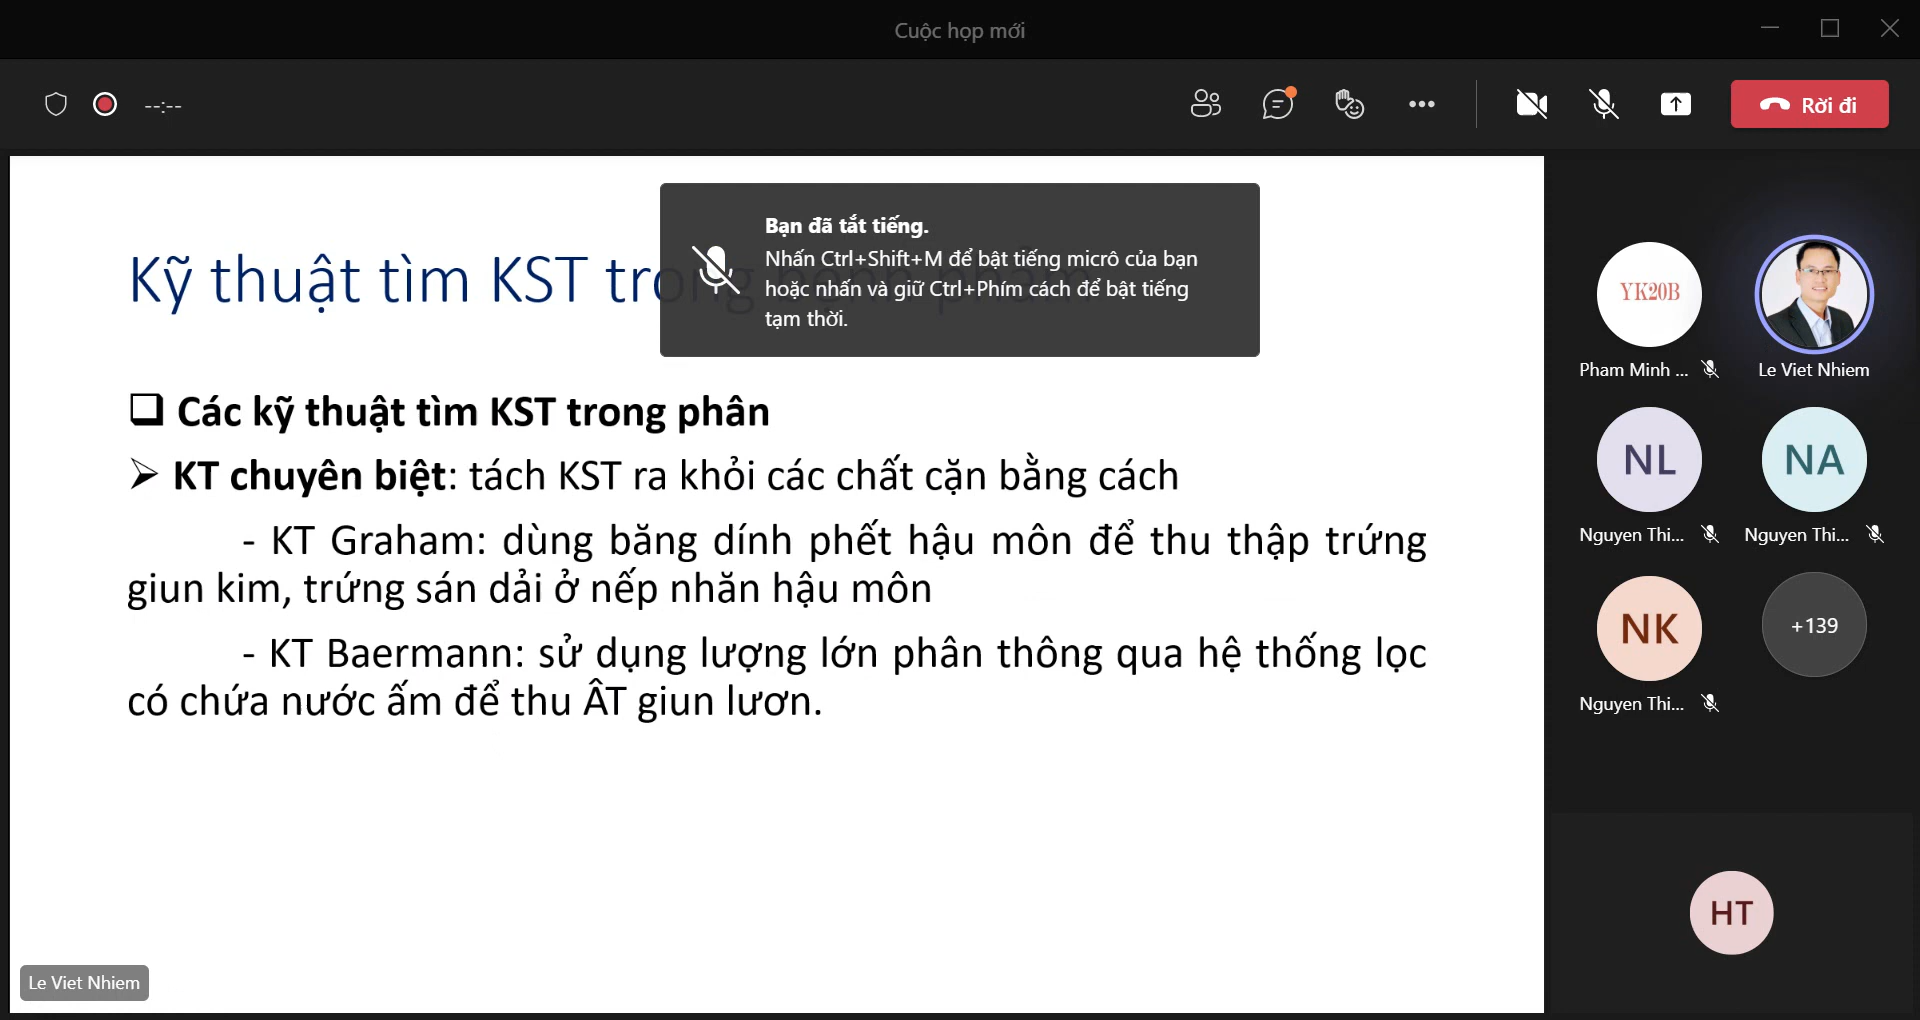 Cuộc họp mới
--:--
Rời đi
Bạn đã tắt tiếng.
Nhấn Ctrl+Shift+M để bật tiếng micrô của bạn
hoặc nhấn và giữ Ctrl+Phím cách để bật tiếng
tạm thời.
Kỹ thuật tìm KST trong bệnh phẩm
❑ Các kỹ thuật tìm KST trong phân
➢ KT chuyên biệt: tách KST ra khỏi các chất cặn bằng cách
- KT Graham: dùng băng dính phết hậu môn để thu thập trứng
giun kim, trứng sán dải ở nếp nhăn hậu môn
- KT Baermann: sử dụng lượng lớn phân thông qua hệ thống lọc
có chứa nước ấm để thu ÂT giun lươn.
Le Viet Nhiem
YK20B
Pham Minh ...
Le Viet Nhiem
NL
NA
Nguyen Thi...
Nguyen Thi...
NK
+139
Nguyen Thi...
HT